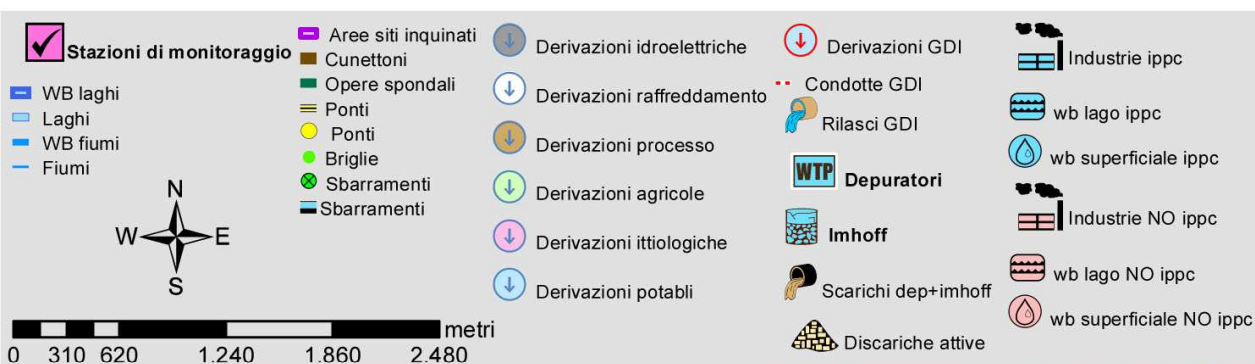 Stazioni di monitoraggio
WB laghi
Laghi
WB fiumi
Fiumi
N
W
E
S
Aree siti inquinati
Cunettoni
Opere spondali
Ponti
Ponti
Briglie
Sbarramenti
Sbarramenti
Derivazioni idroelettriche
Derivazioni raffreddamento
Derivazioni processo
Derivazioni agricole
Derivazioni ittiologiche
Derivazioni potabli
Derivazioni GDI
Condotte GDI
Rilasci GDI
WTP Depuratori
Imhoff
Scarichi dep+imhoff
Discariche attive
Industrie ippc
wb lago ippc
wb superficiale ippc
Industrie NO ippc
wb lago NO ippc
wb superficiale NO ippc
metri
0 310 620 1.240 1.860 2.480